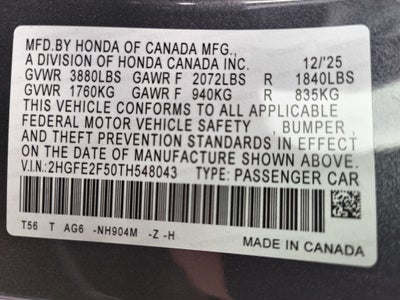 MFD.BY HONDA OF CANADA MFG.,
A DIVISION OF HONDA CANADA INC. 12/'25
GVWR 3880LBS GAWR F 2072LBS R 1840LBS
GVWR 1760KG GAWR F 940KG R 835KG
THIS VEHICLE CONFORMS TO ALL APPLICABLE
FEDERAL MOTOR VEHICLE SAFETY , BUMPER ,
AND THEFT PREVENTION STANDARDS IN EFFECT
ON THE DATE OF MANUFACTURE SHOWN ABOVE.
V.I.N.:2HGFE2F50TH548043 TYPE: PASSENGER CAR
T56 T AG6 -NH904M -Z -H
MADE IN CANADA